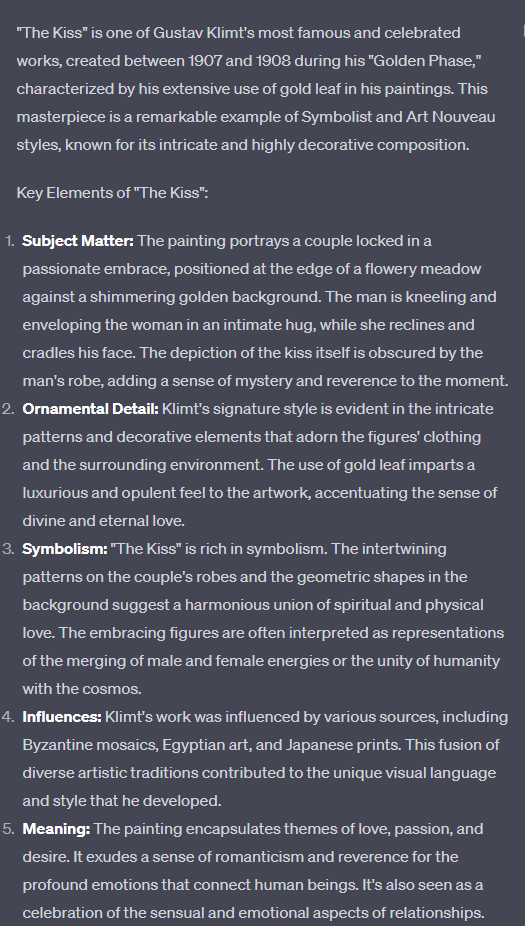 "The Kiss" is one of Gustav Klimt's most famous and celebrated
works, created between 1907 and 1908 during his "Golden Phase,"
characterized by his extensive use of gold leaf in his paintings. This
masterpiece is a remarkable example of Symbolist and Art Nouveau
styles, known for its intricate and highly decorative composition.
Key Elements of "The Kiss":
1. Subject Matter: The painting portrays a couple locked in a
passionate embrace, positioned at the edge of a flowery meadow
against a shimmering golden background. The man is kneeling and
enveloping the woman in an intimate hug, while she reclines and
cradles his face. The depiction of the kiss itself is obscured by the
man's robe, adding a sense of mystery and reverence to the moment.
2. Ornamental Detail: Klimt's signature style is evident in the intricate
patterns and decorative elements that adorn the figures' clothing
and the surrounding environment. The use of gold leaf imparts a
luxurious and opulent feel to the artwork, accentuating the sense of
divine and eternal love.
3. Symbolism: "The Kiss" is rich in symbolism. The intertwining
patterns on the couple's robes and the geometric shapes in the
background suggest a harmonious union of spiritual and physical
love. The embracing figures are often interpreted as representations
of the merging of male and female energies or the unity of humanity
with the cosmos.
4. Influences: Klimt's work was influenced by various sources, including
Byzantine mosaics, Egyptian art, and Japanese prints. This fusion of
diverse artistic traditions contributed to the unique visual language
and style that he developed.
5. Meaning: The painting encapsulates themes of love, passion, and
desire. It exudes a sense of romanticism and reverence for the
profound emotions that connect human beings. It's also seen as a
celebration of the sensual and emotional aspects of relationships.